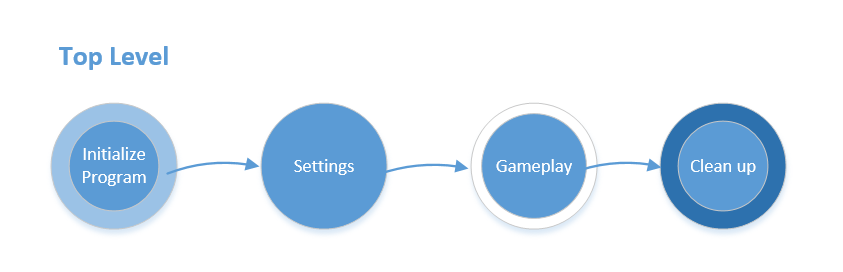 Top Level
Initialize
Program
Settings
Gameplay
Clean up